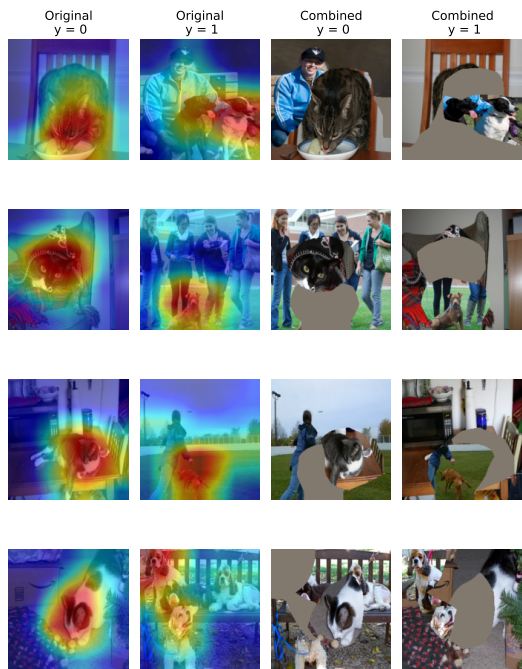 Original
y = 0
Original
y = 1
Combined
y = 0
Combined
y = 1